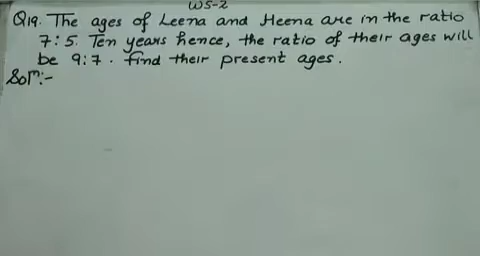 WS-2
Q19. The ages of Leena and Heena are in the ratio
7:5. Ten years hence, the ratio of their ages will
be 9:7. find their present ages.
Solⁿ:-